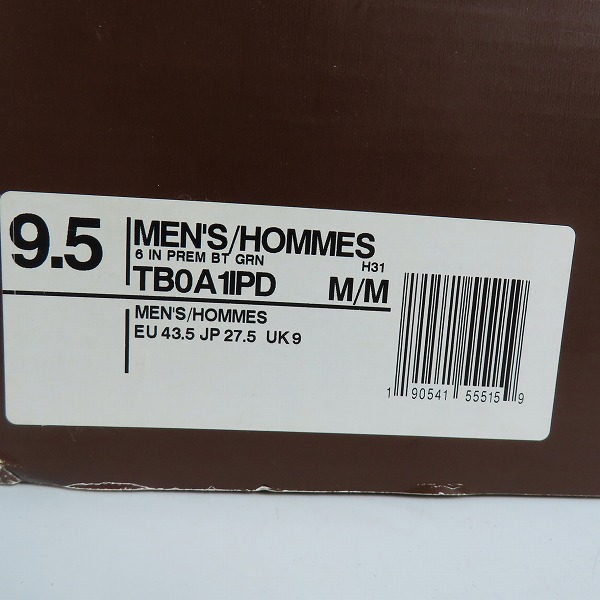 9.5
MEN'S/HOMMES
6 IN PREM BT GRN
H31
TB0A1IPD M/M
MEN'S/HOMMES
EU 43.5 JP 27.5 UK 9
1 90541 55515 9